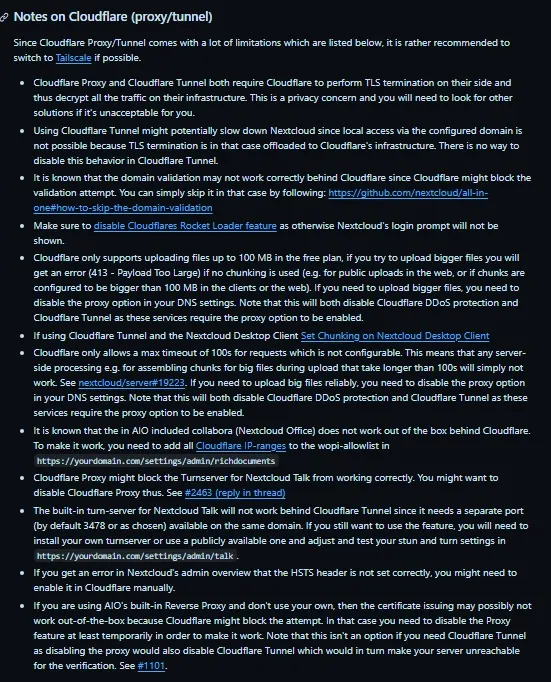 Notes on Cloudflare (proxy/tunnel)
Since Cloudflare Proxy/Tunnel comes with a lot of limitations which are listed below, it is rather recommended to
switch to Tailscale if possible.
Cloudflare Proxy and Cloudflare Tunnel both require Cloudflare to perform TLS termination on their side and
thus decrypt all the traffic on their infrastructure. This is a privacy concern and you will need to look for other
solutions if it's unacceptable for you.
Using Cloudflare Tunnel might potentially slow down Nextcloud since local access via the configured domain is
not possible because TLS termination is in that case offloaded to Cloudflare's infrastructure. There is no way to
disable this behavior in Cloudflare Tunnel.
It is known that the domain validation may not work correctly behind Cloudflare since Cloudflare might block the
validation attempt. You can simply skip it in that case by following: https://github.com/nextcloud/all-in-
one#how-to-skip-the-domain-validation
Make sure to disable Cloudflares Rocket Loader feature as otherwise Nextcloud's login prompt will not be
shown.
Cloudflare only supports uploading files up to 100 MB in the free plan, if you try to upload bigger files you will
get an error (413 - Payload Too Large) if no chunking is used (e.g. for public uploads in the web, or if chunks are
configured to be bigger than 100 MB in the clients or the web). If you need to upload bigger files, you need to
disable the proxy option in your DNS settings. Note that this will both disable Cloudflare DDoS protection and
Cloudflare Tunnel as these services require the proxy option to be enabled.
If using Cloudflare Tunnel and the Nextcloud Desktop Client Set Chunking on Nextcloud Desktop Client
Cloudflare only allows a max timeout of 100s for requests which is not configurable. This means that any server-
side processing e.g. for assembling chunks for big files during upload that take longer than 100s will simply
not work. See nextcloud/server#19223. If you need to upload big files reliably, you need to disable the proxy option
in your DNS settings. Note that this will both disable Cloudflare DDoS protection and Cloudflare Tunnel as these
services require the proxy option to be enabled.
It is known that the in AIO included collabora (Nextcloud Office) does not work out of the box behind Cloudflare.
To make it work, you need to add all Cloudflare IP-ranges to the wopi-allowlist in
https://yourdomain.com/settings/admin/richdocuments
Cloudflare Proxy might block the Turnserver for Nextcloud Talk from working correctly. You might want to
disable Cloudflare Proxy thus. See #2463 (reply in thread)
The built-in turn-server for Nextcloud Talk will not work behind Cloudflare Tunnel since it needs a separate port
(by default 3478 or as chosen) available on the same domain. If you still want to use the feature, you will need to
install your own turnserver or use a publicly available one and adjust and test your stun and turn settings in
https://yourdomain.com/settings/admin/talk .
If you get an error in Nextcloud's admin overview that the HSTS header is not set correctly, you might need to
enable it in Cloudflare manually.
If you are using AIO's built-in Reverse Proxy and don't use your own, then the certificate issuing may possibly not
work out-of-the-box because Cloudflare might block the attempt. In that case you need to disable the Proxy
feature at least temporarily in order to make it work. Note that this isn't an option if you need Cloudflare Tunnel
as disabling the proxy would also disable Cloudflare Tunnel which would in turn make your server unreachable
for the verification. See #1101.